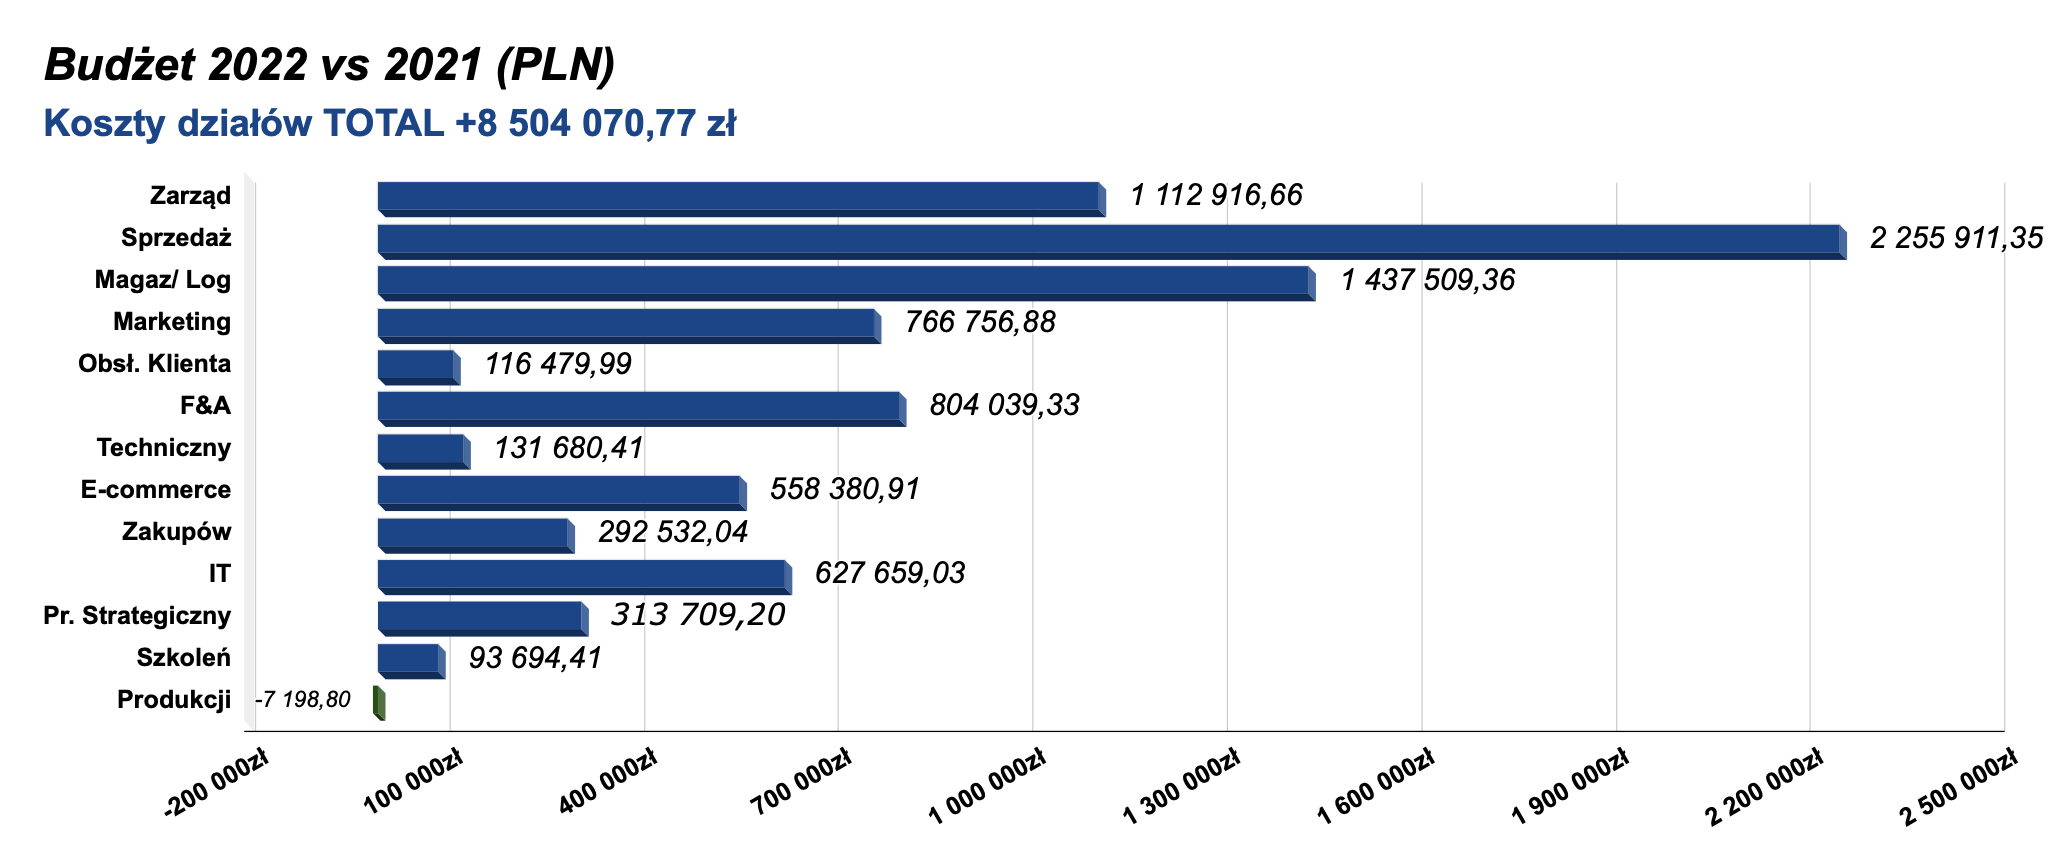 Budżet 2022 vs 2021 (PLN)
Koszty działów TOTAL +8 504 070,77 zł
Zarząd 1 112 916,66
Sprzedaż 2 255 911,35
Magaz/ Log 1 437 509,36
Marketing 766 756,88
Obsł. Klienta 116 479,99
F&A 804 039,33
Techniczny 131 680,41
E-commerce 558 380,91
Zakupów 292 532,04
IT 627 659,03
Pr. Strategiczny 313 709,20
Szkoleń 93 694,41
Produkcji -7 198,80
-200 000zł 100 000zł 400 000zł 700 000zł 1 000 000zł 1 300 000zł 1 600 000zł 1 900 000zł 2 200 000zł 2 500 000zł